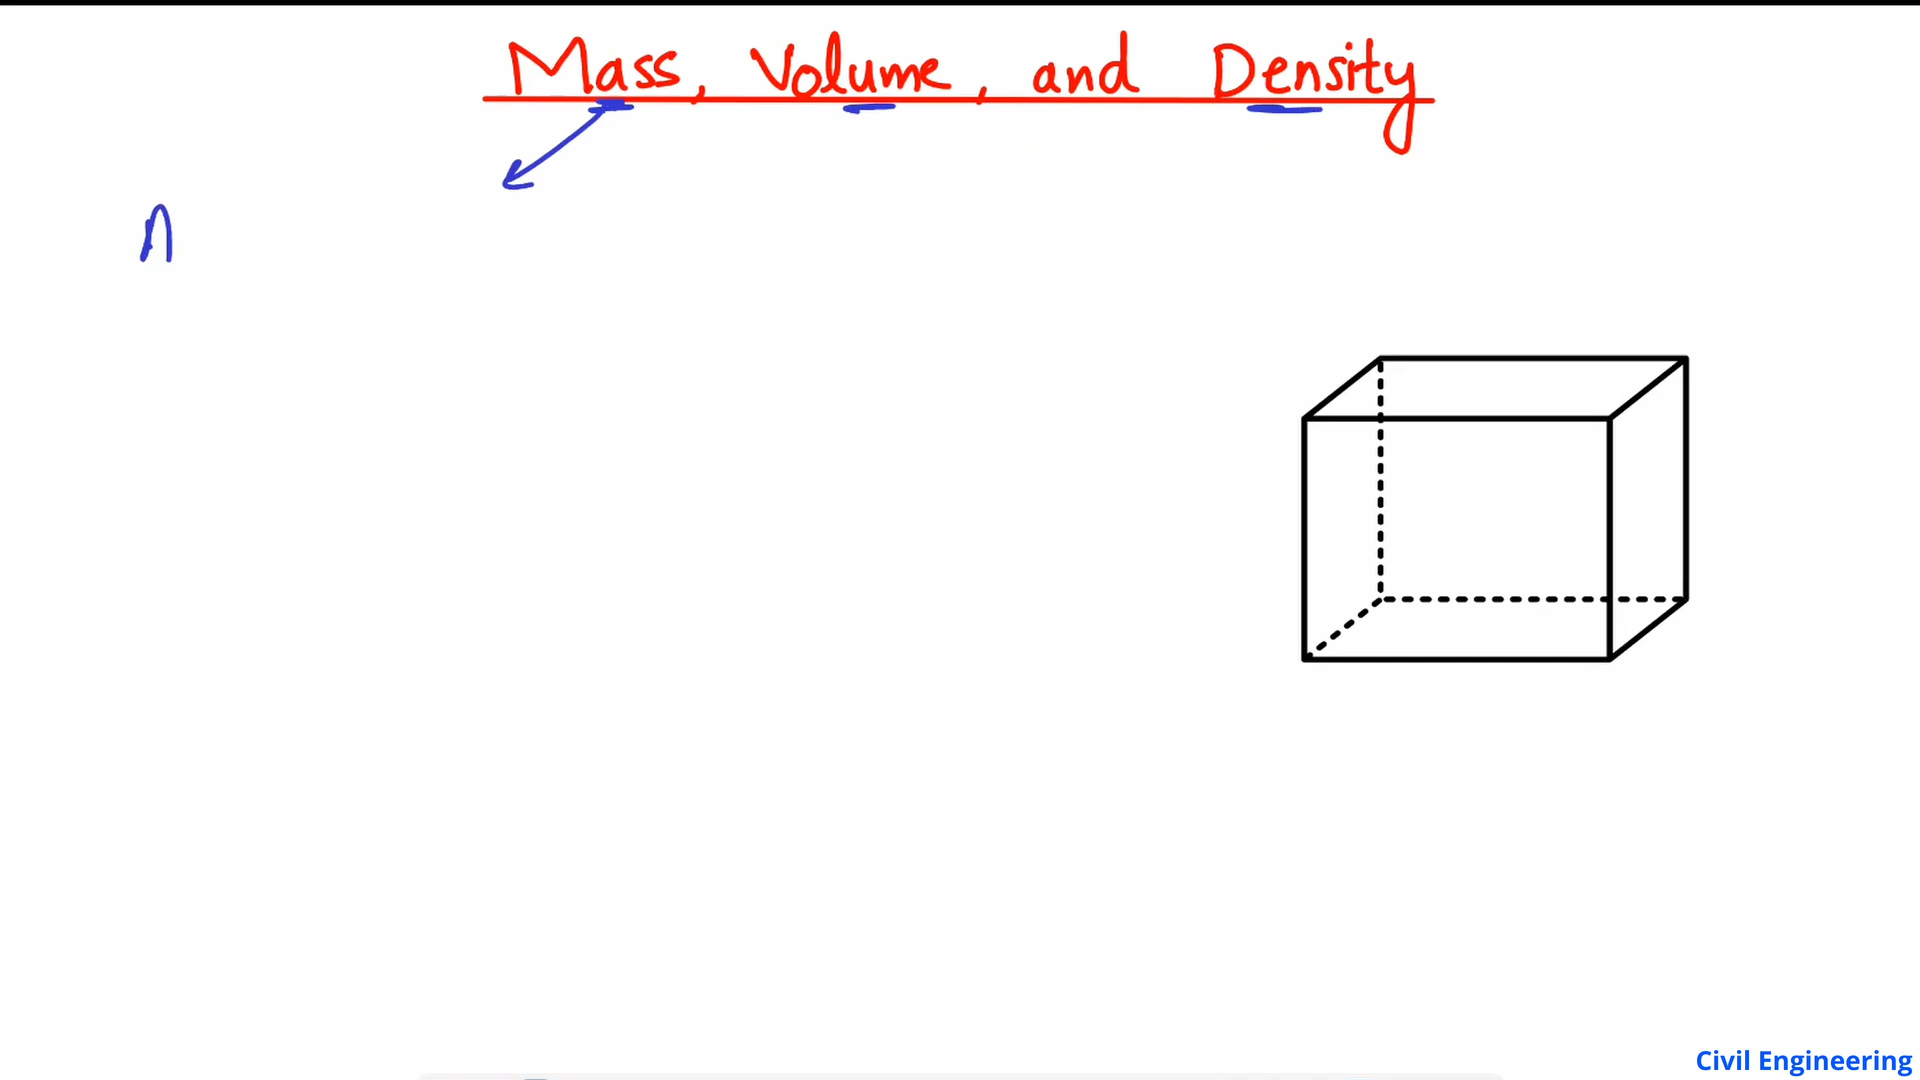 Mass, Volume, and Density
Civil Engineering